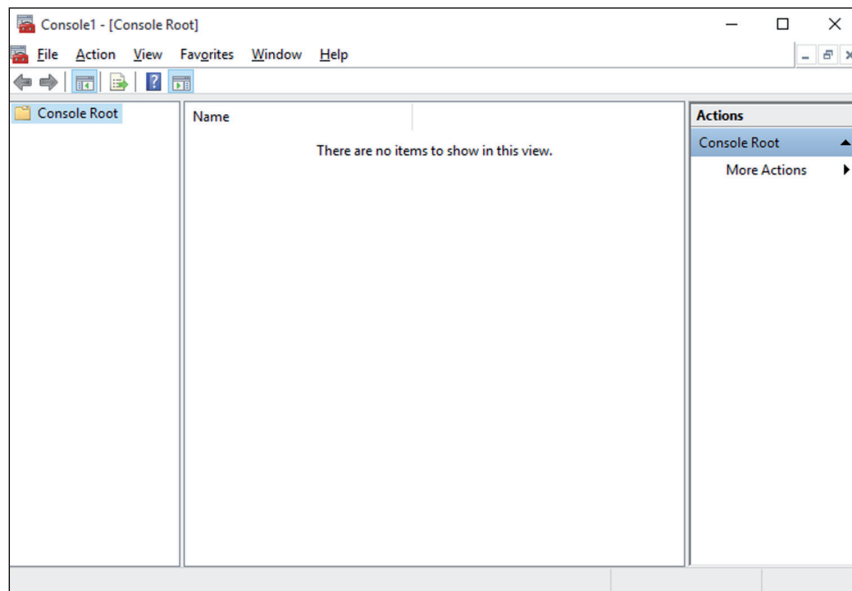 Console1 - [Console Root]
File Action View Favorites Window Help
Console Root
Name
There are no items to show in this view.
Actions
Console Root
More Actions